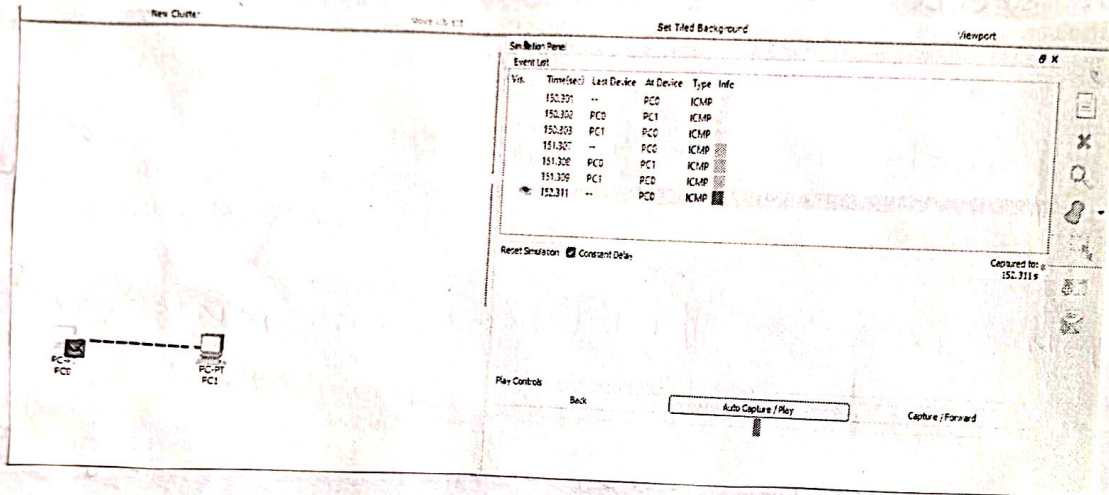 New Cluster
Set Tiled Background
Viewport
Simulation Panel
Event List
Vis. Time(sec) Last Device At Device Type Info
150.301 -- PC0 ICMP
150.302 PC0 PC1 ICMP
150.303 PC1 PC0 ICMP
151.307 -- PC0 ICMP
151.308 PC0 PC1 ICMP
151.309 PC1 PC0 ICMP
152.311 -- PC0 ICMP
Reset Simulation Constant Delay
Captured to:
152.311 s
PC-PT
PC0
PC1
Play Controls
Back
Auto Capture / Play
Capture / Forward